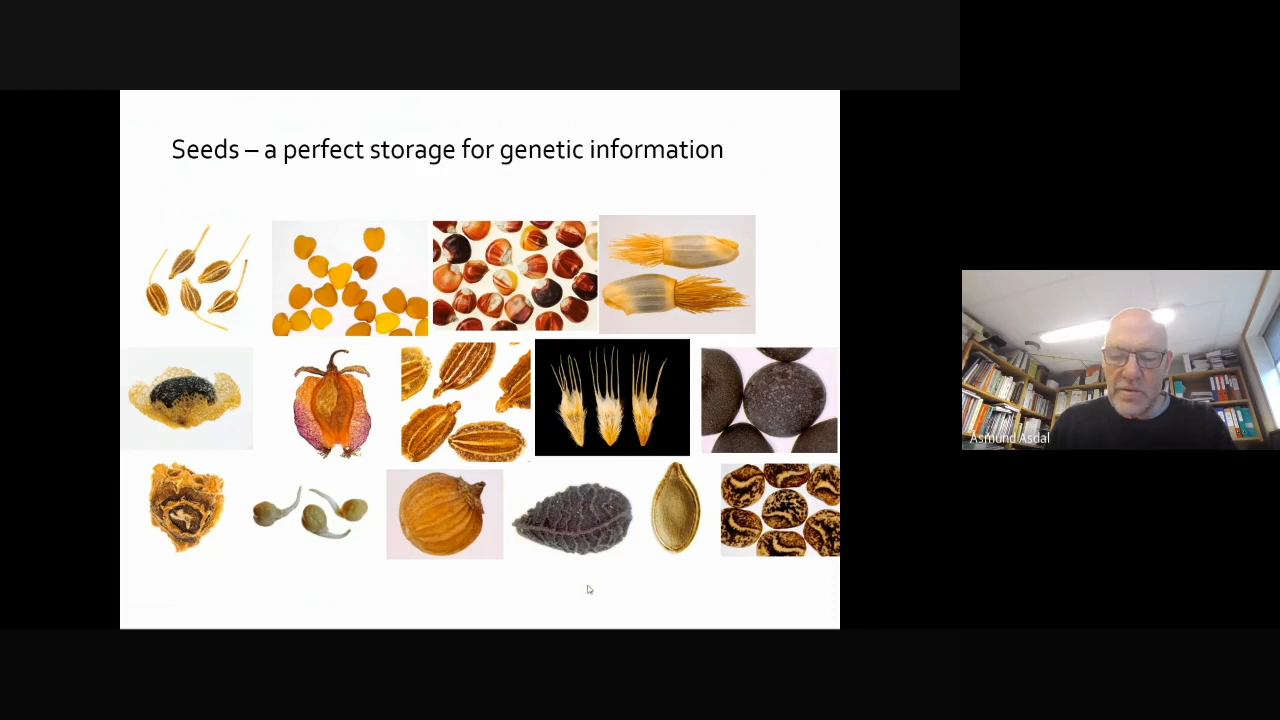 Seeds – a perfect storage for genetic information
Åsmund Asdal